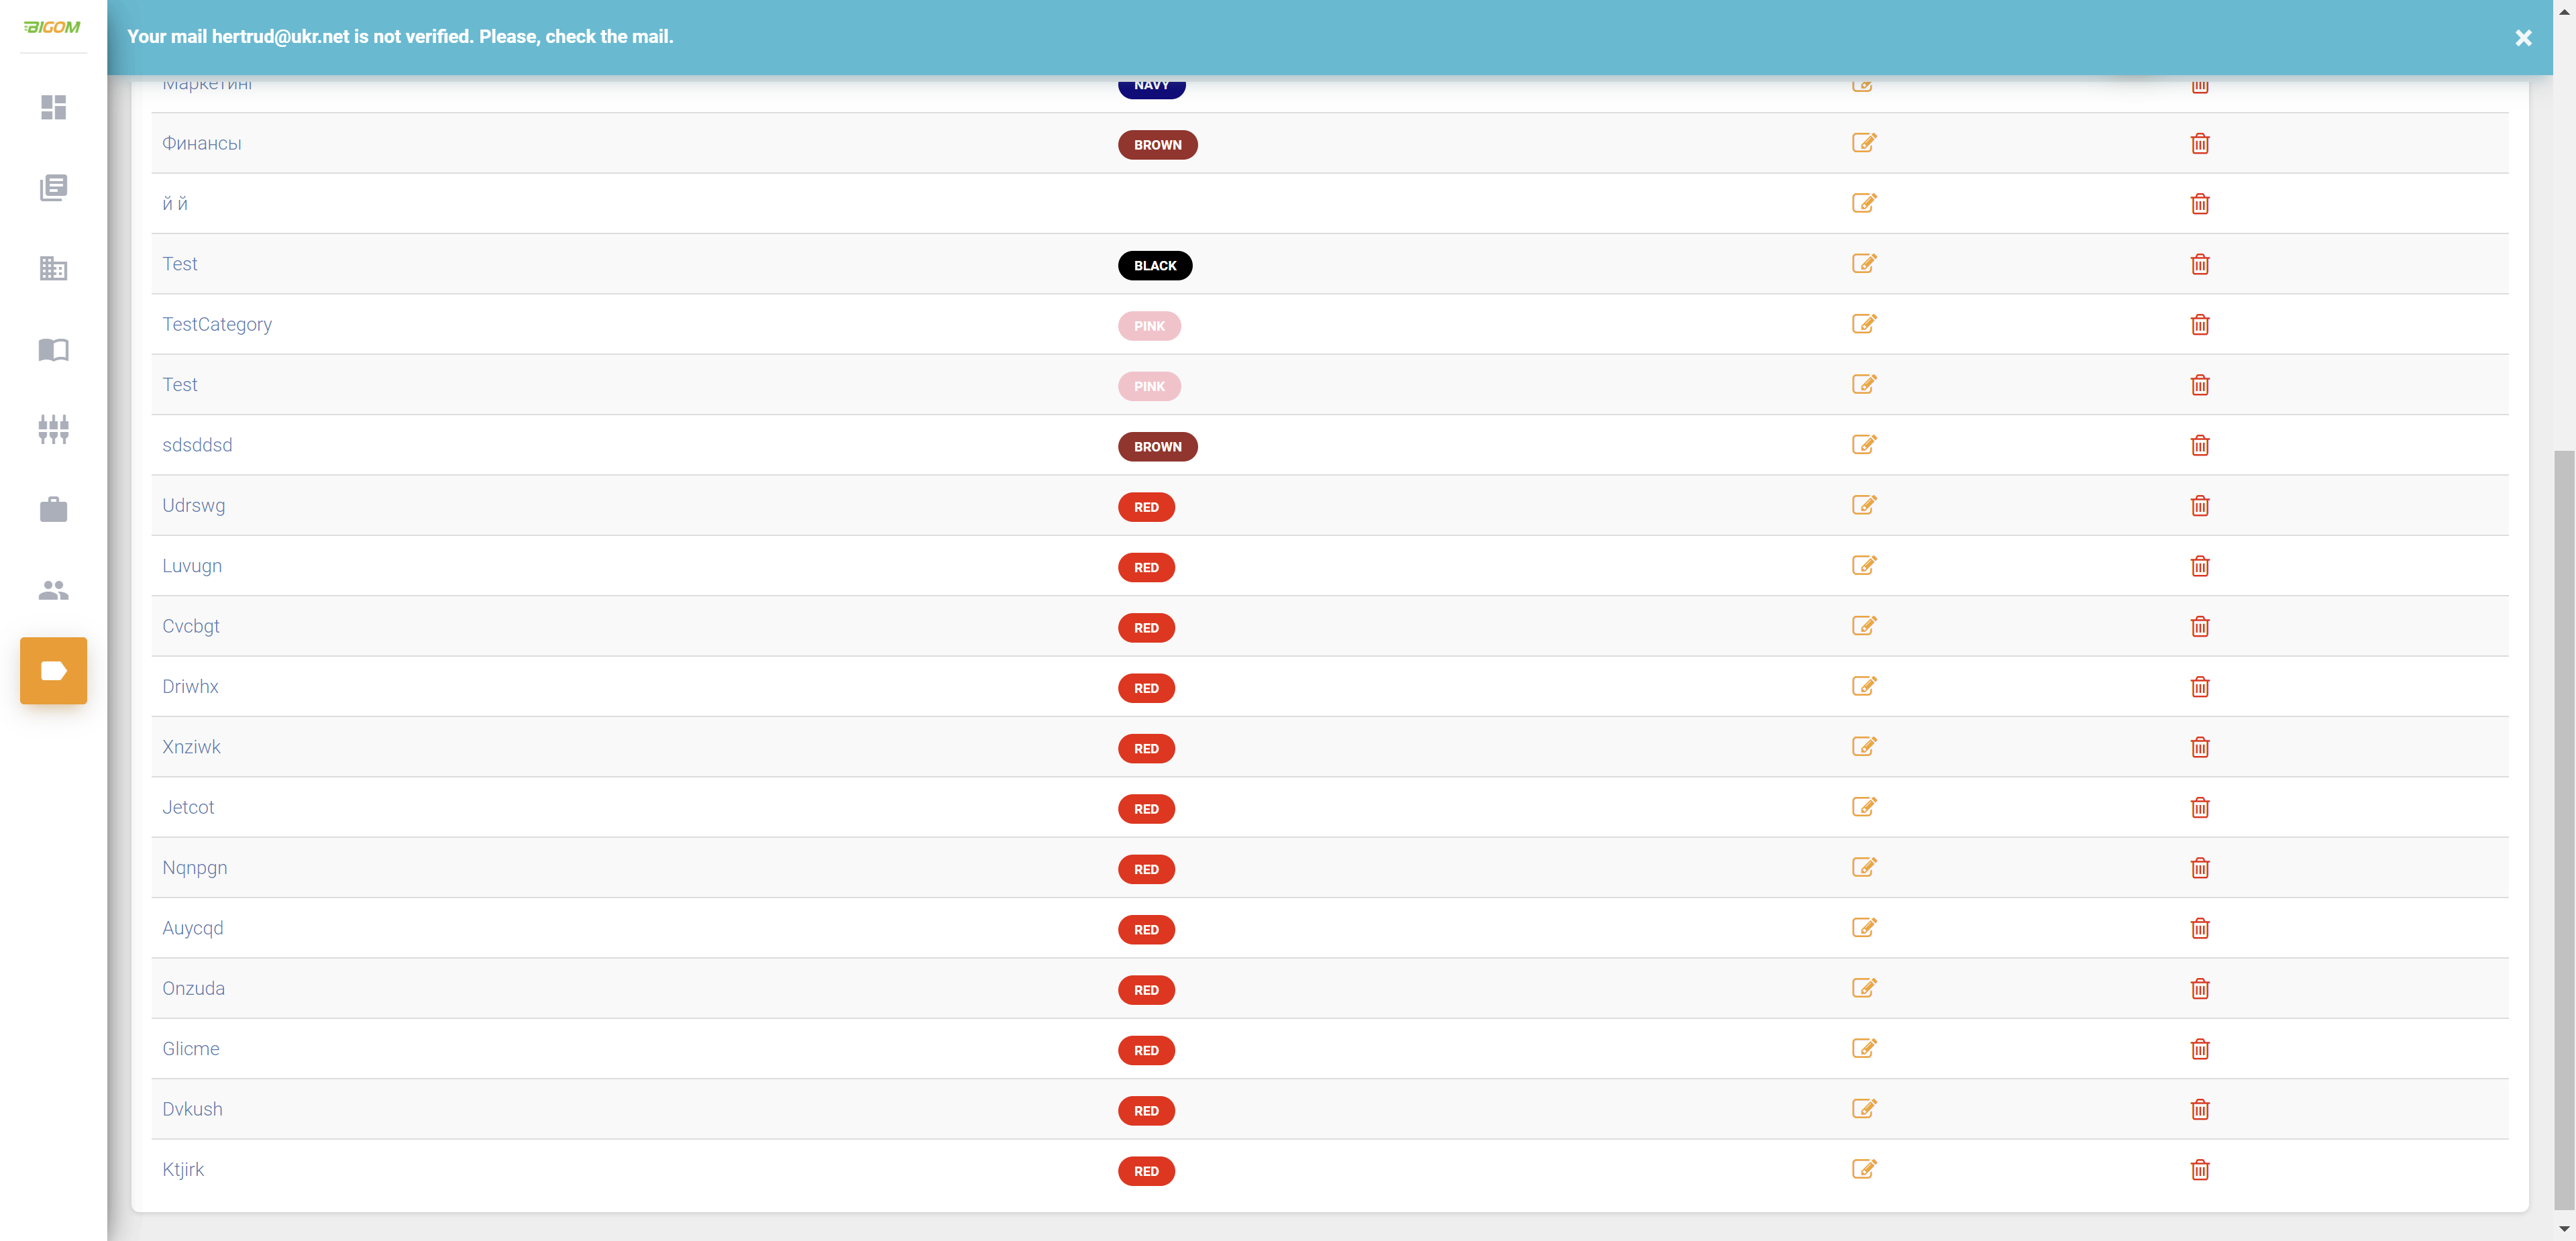 BIGOM
Your mail hertrud@ukr.net is not verified. Please, check the mail.
Маркетинг NAVY
Финансы BROWN
й й
Test BLACK
TestCategory PINK
Test PINK
sdsddsd BROWN
Udrswg RED
Luvugn RED
Cvcbgt RED
Driwhx RED
Xnziwk RED
Jetcot RED
Nqnpgn RED
Auycqd RED
Onzuda RED
Glicme RED
Dvkush RED
Ktjirk RED